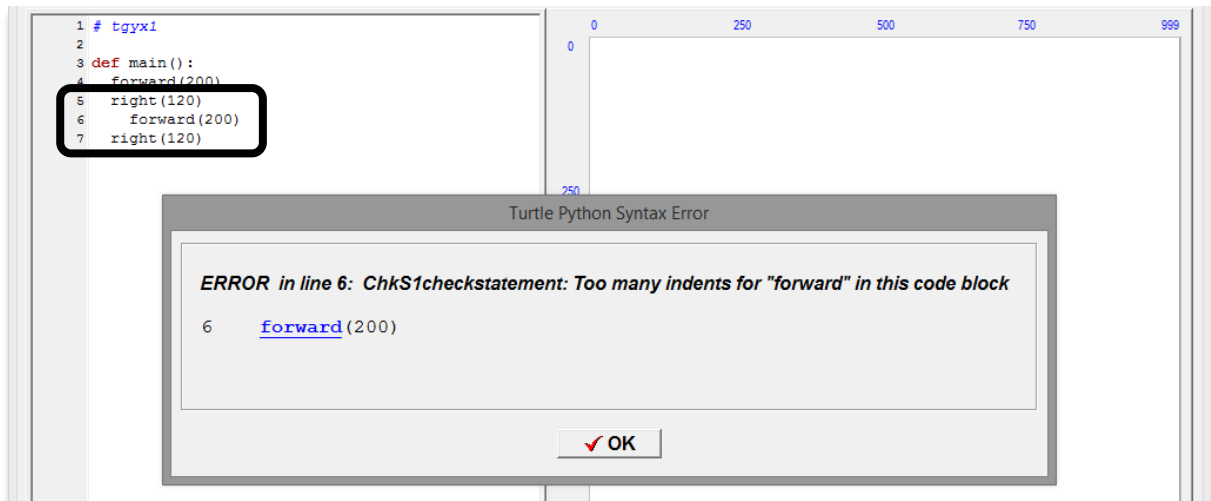 1 # tgyx1
2
3 def main():
4 forward(200)
5 right(120)
6 forward(200)
7 right(120)
0 250 500 750 999
0
250
Turtle Python Syntax Error
ERROR in line 6: ChkS1checkstatement: Too many indents for "forward" in this code block
6 forward(200)
OK